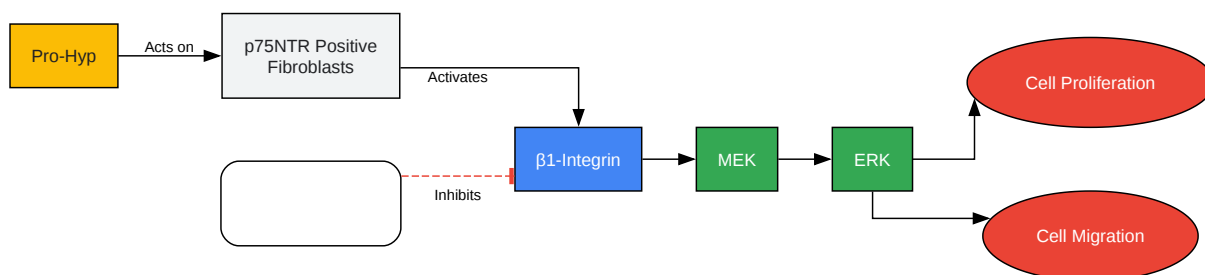 Pro-Hyp
Acts on
p75NTR Positive
Fibroblasts
Activates
β1-Integrin
MEK
ERK
Cell Proliferation
Inhibits
Cell Migration